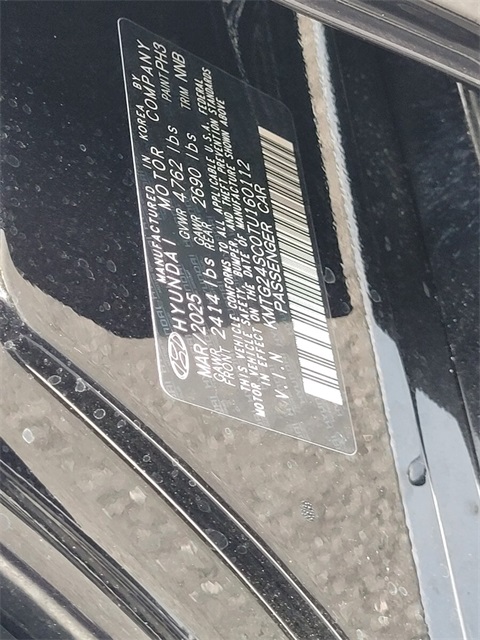 MANUFACTURED IN KOREA BY
HYUNDAI MOTOR COMPANY
MAR/2025 GVWR 4762 lbs PAINT PH3
GAWR FRONT 2414 lbs GAWR REAR 2690 lbs TRIM NNB
THIS VEHICLE CONFORMS TO ALL APPLICABLE U.S.A. FEDERAL
MOTOR VEHICLE SAFETY, BUMPER, AND THEFT PREVENTION STANDARDS
IN EFFECT ON THE DATE OF MANUFACTURE SHOWN ABOVE
V.I.N KMTG24SC0TU160112
PASSENGER CAR